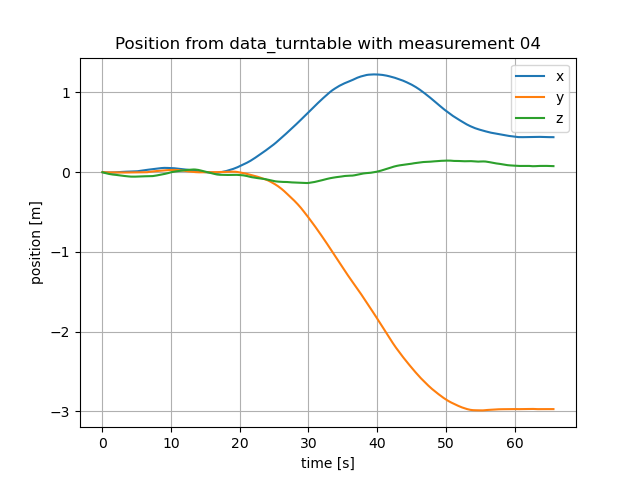 Position from data_turntable with measurement 04
x
y
z
1
0
−1
−2
−3
position [m]
0 10 20 30 40 50 60
time [s]